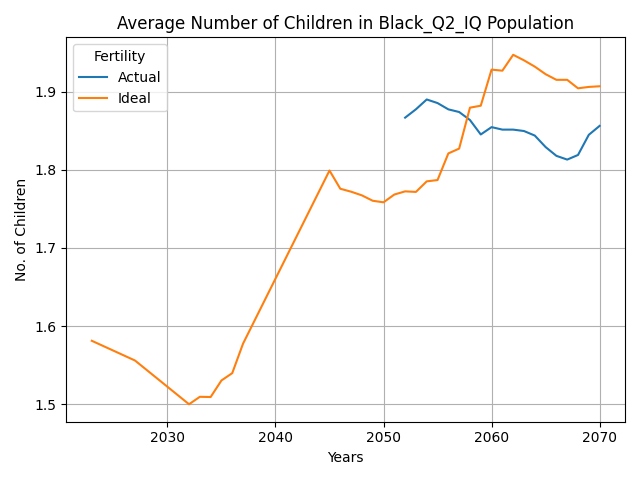 Average Number of Children in Black_Q2_IQ Population
Fertility
Actual
Ideal
No. of Children
1.9
1.8
1.7
1.6
1.5
2030 2040 2050 2060 2070
Years